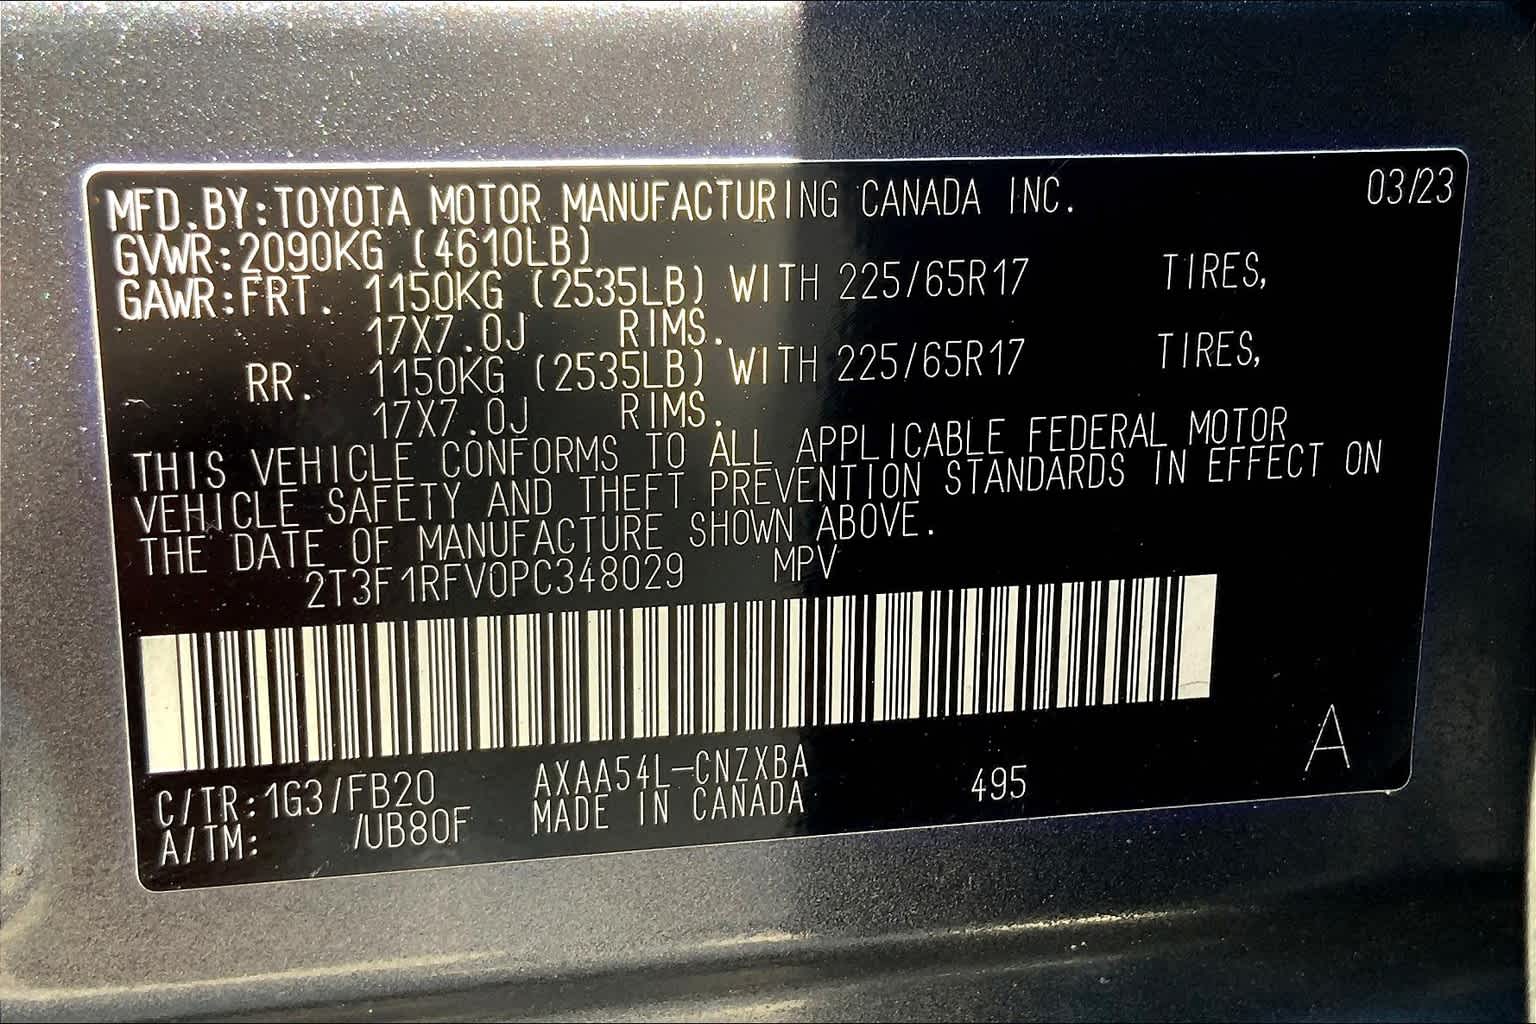 MFD.BY:TOYOTA MOTOR MANUFACTURING CANADA INC. 03/23
GVWR:2090KG (4610LB)
GAWR:FRT. 1150KG (2535LB) WITH 225/65R17 TIRES,
17X7.0J RIMS.
RR. 1150KG (2535LB) WITH 225/65R17 TIRES,
17X7.0J RIMS.
THIS VEHICLE CONFORMS TO ALL APPLICABLE FEDERAL MOTOR
VEHICLE SAFETY AND THEFT PREVENTION STANDARDS IN EFFECT ON
THE DATE OF MANUFACTURE SHOWN ABOVE.
2T3F1RFV0PC348029 MPV
C/TR:1G3/FB20 AXAA54L-CNZXBA 495 A
A/TM: /UB80F MADE IN CANADA